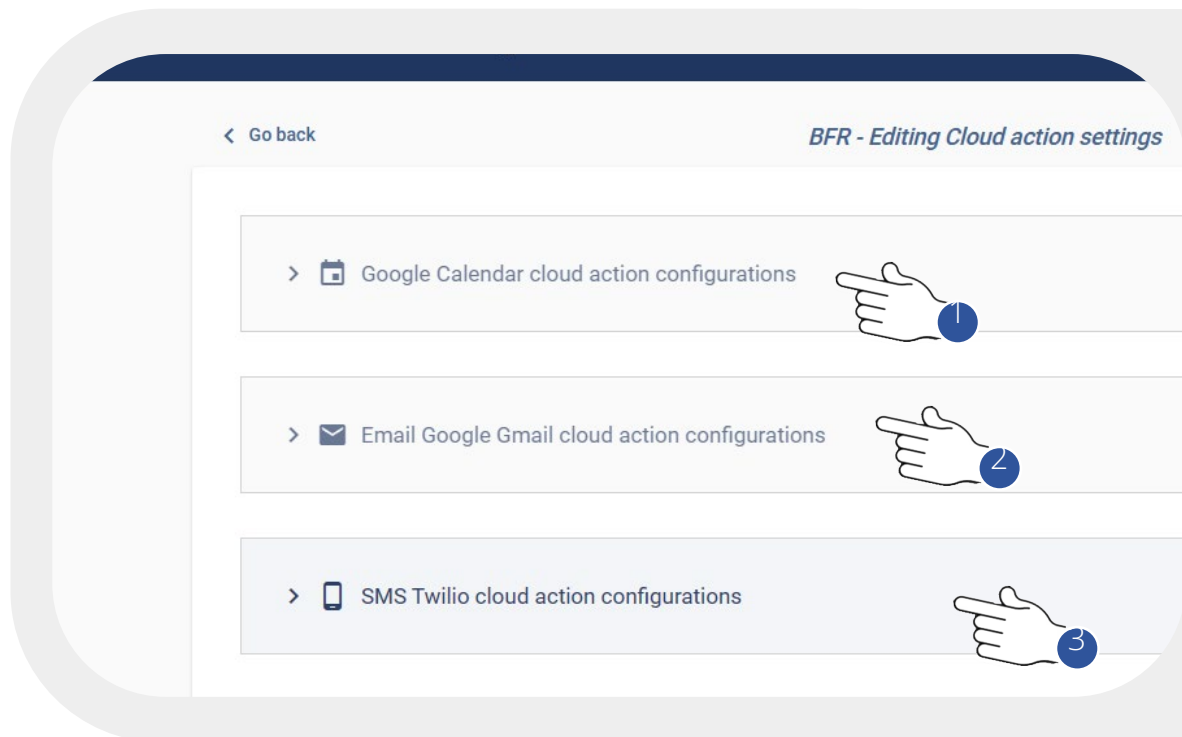 Go back
BFR - Editing Cloud action settings
Google Calendar cloud action configurations
1
Email Google Gmail cloud action configurations
2
SMS Twilio cloud action configurations
3